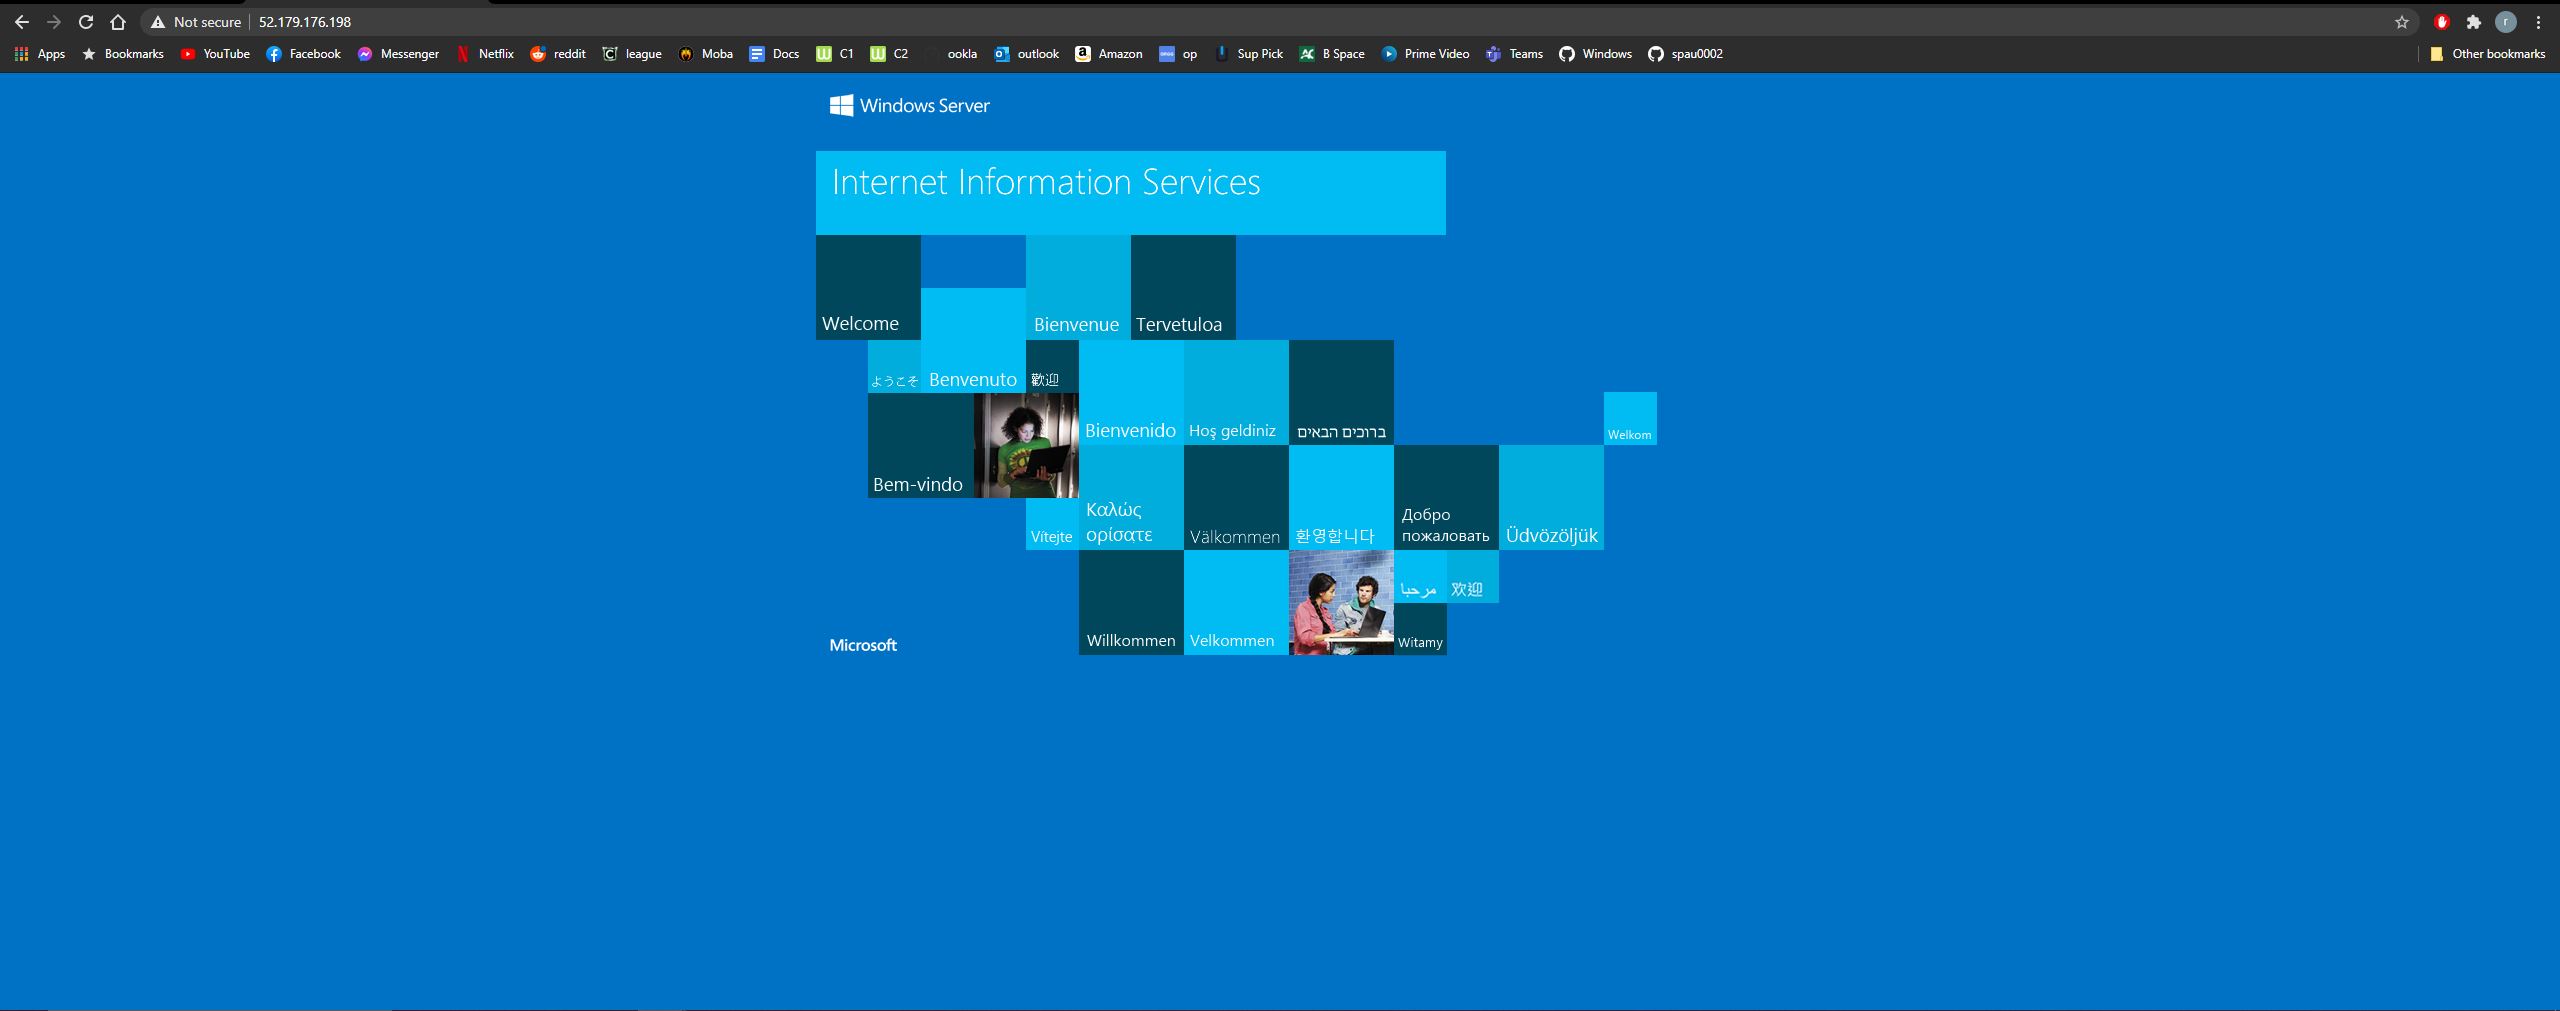 Not secure 52.179.176.198
Apps Bookmarks YouTube Facebook Messenger Netflix reddit league Moba Docs C1 C2 ookla outlook Amazon op Sup Pick B Space Prime Video Teams Windows spau0002 Other bookmarks
Windows Server
Internet Information Services
Welcome
Bienvenue
Tervetuloa
ようこそ
Benvenuto
歡迎
Bienvenido
Hoş geldiniz
ברוכים הבאים
Welkom
Bem-vindo
Vítejte
Καλώς
ορίσατε
Välkommen
환영합니다
Добро
пожаловать
Üdvözöljük
مرحبا
欢迎
Willkommen
Velkommen
Witamy
Microsoft